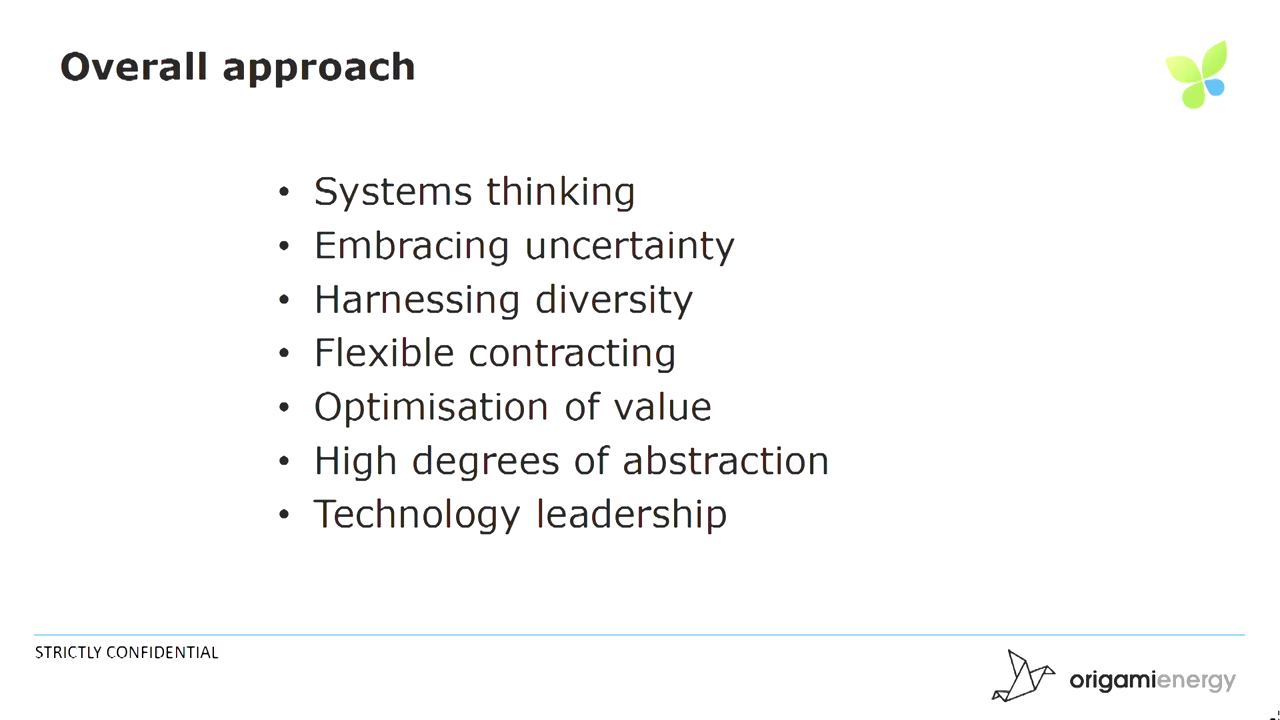 Overall approach
• Systems thinking
• Embracing uncertainty
• Harnessing diversity
• Flexible contracting
• Optimisation of value
• High degrees of abstraction
• Technology leadership
STRICTLY CONFIDENTIAL
origamienergy